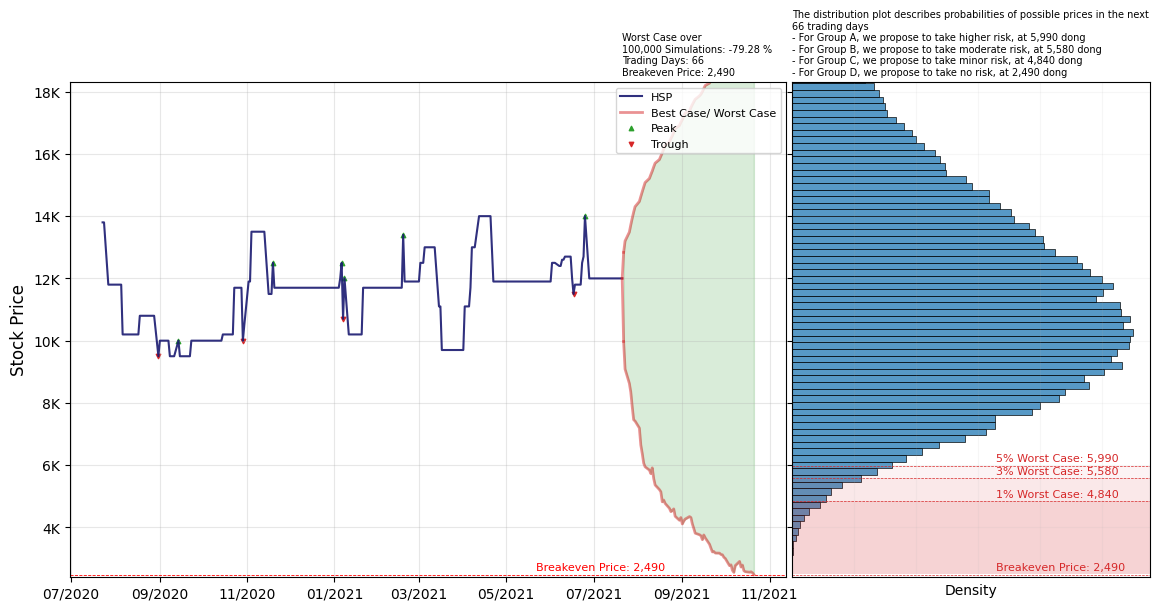 The distribution plot describes probabilities of possible prices in the next
66 trading days
- For Group A, we propose to take higher risk, at 5,990 dong
- For Group B, we propose to take moderate risk, at 5,580 dong
- For Group C, we propose to take minor risk, at 4,840 dong
- For Group D, we propose to take no risk, at 2,490 dong
Worst Case over
100,000 Simulations: -79.28 %
Trading Days: 66
Breakeven Price: 2,490
HSP
Best Case/ Worst Case
Peak
Trough
18K
16K
14K
12K
10K
8K
6K
4K
Stock Price
5% Worst Case: 5,990
3% Worst Case: 5,580
1% Worst Case: 4,840
Breakeven Price: 2,490
Breakeven Price: 2,490
07/2020
09/2020
11/2020
01/2021
03/2021
05/2021
07/2021
09/2021
11/2021
Density